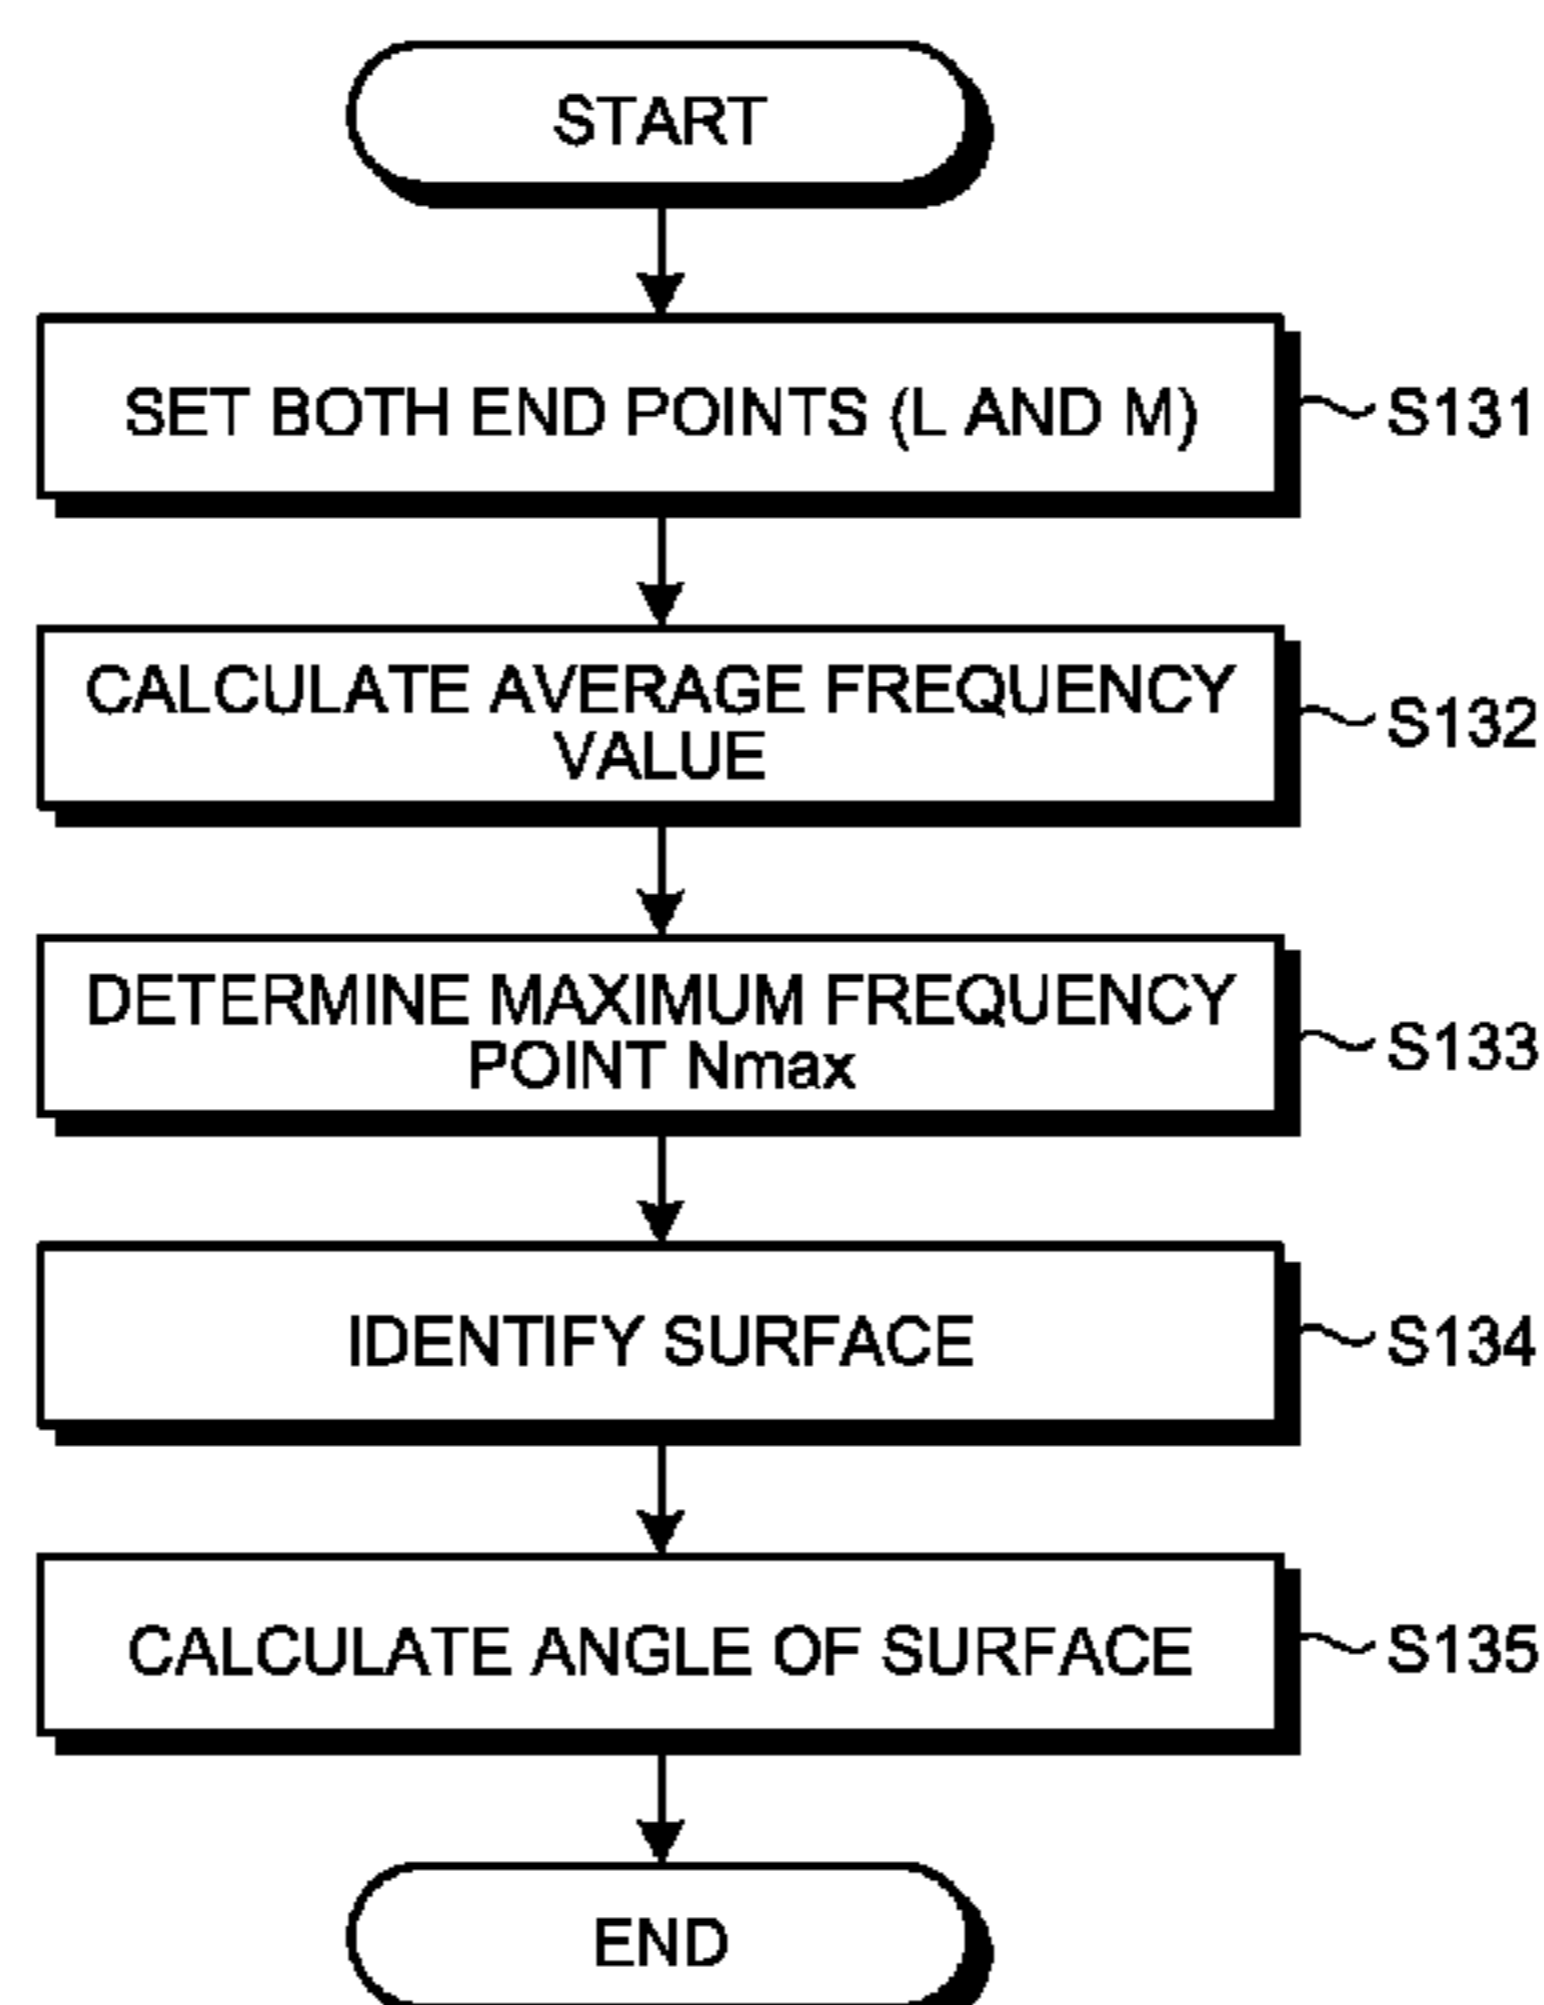 START
SET BOTH END POINTS (L AND M)
S131
CALCULATE AVERAGE FREQUENCY
VALUE
S132
DETERMINE MAXIMUM FREQUENCY
POINT Nmax
S133
IDENTIFY SURFACE
S134
CALCULATE ANGLE OF SURFACE
S135
END